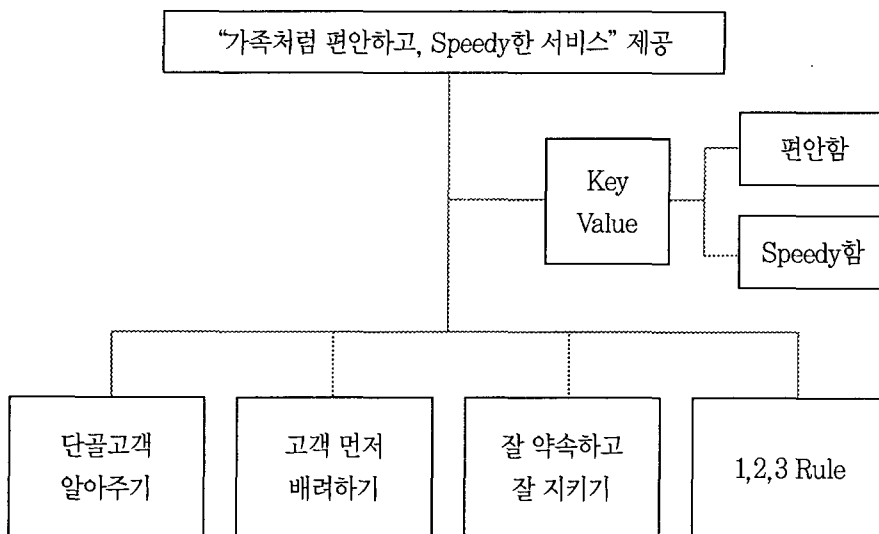 “가족처럼 편안하고, Speedy한 서비스” 제공
Key
Value
편안함
Speedy함
단골고객
알아주기
고객 먼저
배려하기
잘 약속하고
잘 지키기
1,2,3 Rule